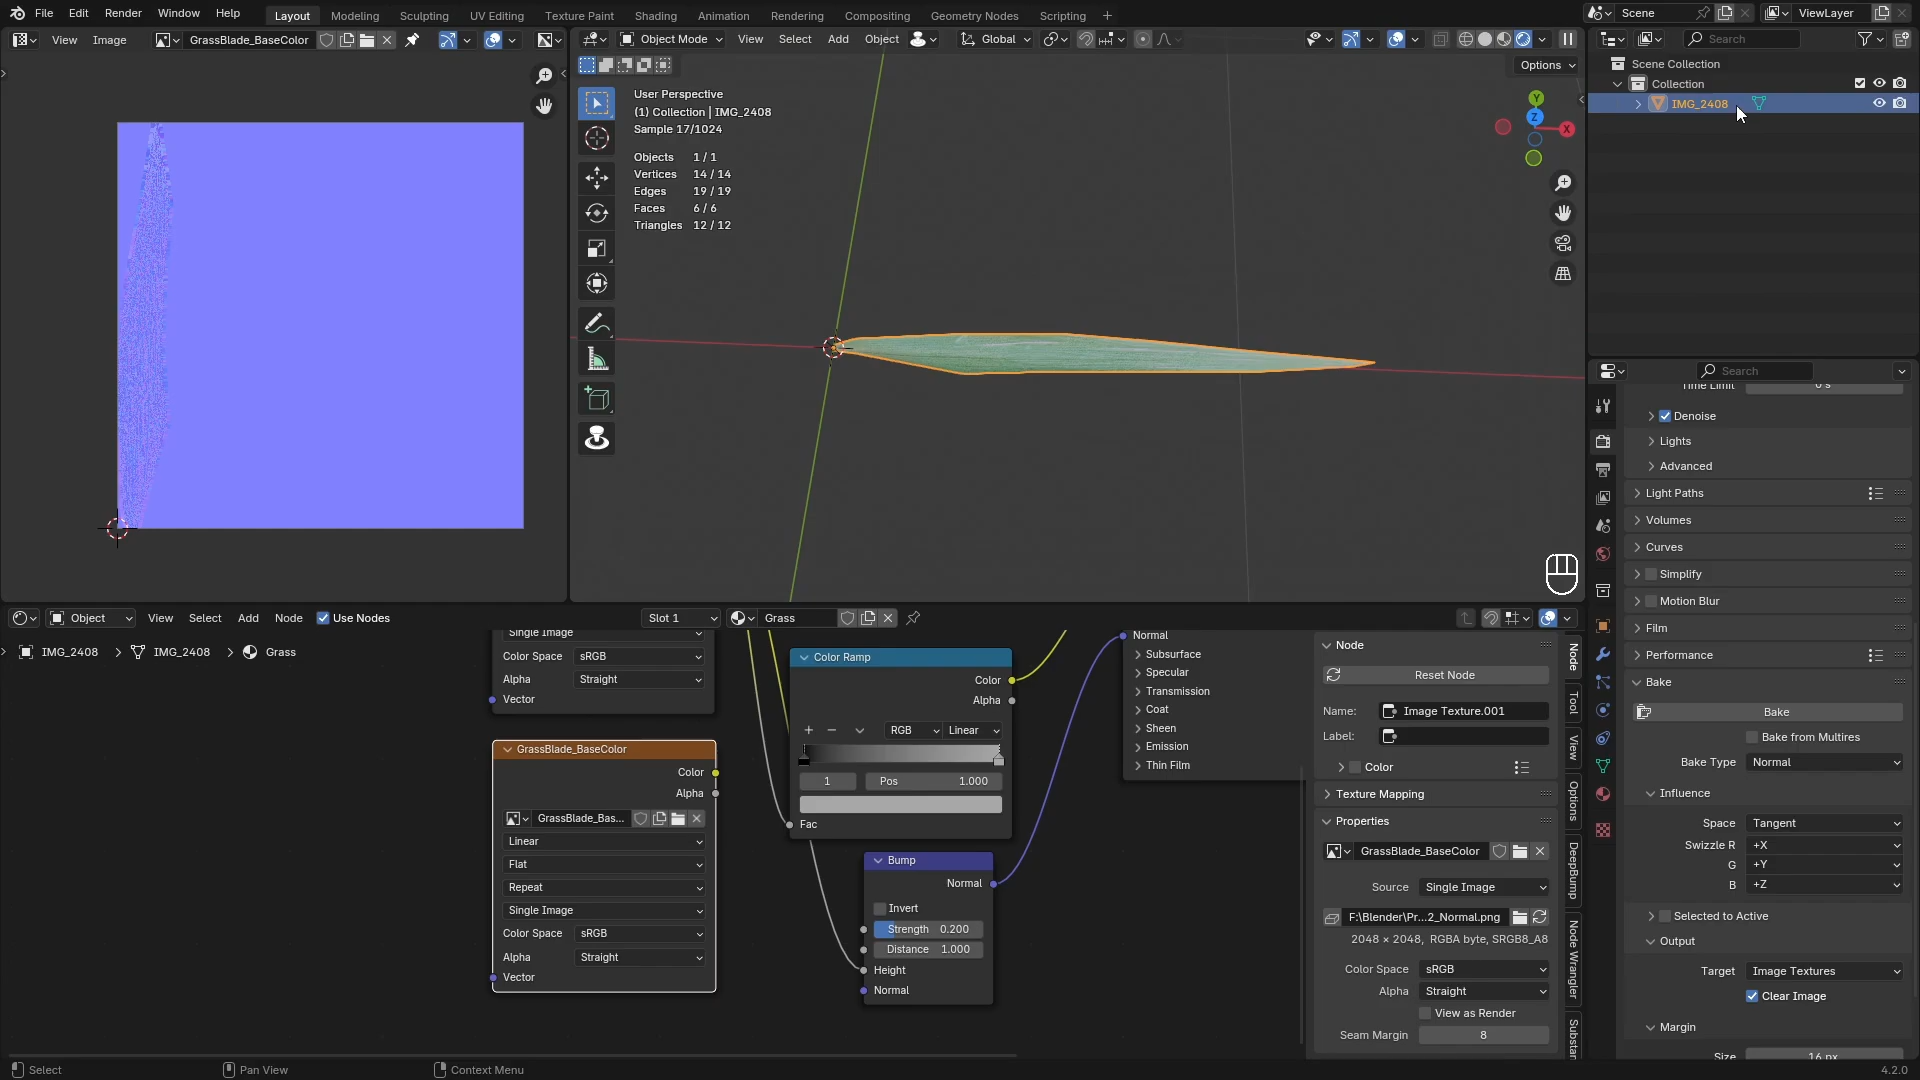 File Edit Render Window Help Layout Modeling Sculpting UV Editing Texture Paint Shading Animation Rendering Compositing Geometry Nodes Scripting + Scene ViewLayer
View Image GrassBlade_BaseColor Object Mode View Select Add Object Global Search
Options
User Perspective
(1) Collection | IMG_2408
Sample 17/1024
Objects 1 / 1
Vertices 14 / 14
Edges 19 / 19
Faces 6 / 6
Triangles 12 / 12
Y
Z
X
Scene Collection
Collection
IMG_2408
Search
Time Limit 0 s
Denoise
Lights
Advanced
Light Paths
Volumes
Curves
Simplify
Motion Blur
Film
Performance
Bake
Bake
Bake from Multires
Bake Type Normal
Influence
Space Tangent
Swizzle R +X
G +Y
B +Z
Selected to Active
Output
Target Image Textures
Clear Image
Margin
Size 16 px
Object View Select Add Node Use Nodes Slot 1 Grass
IMG_2408 > IMG_2408 > Grass
Single Image
Color Space sRGB
Alpha Straight
Vector
GrassBlade_BaseColor
Color
Alpha
GrassBlade_Bas...
Linear
Flat
Repeat
Single Image
Color Space sRGB
Alpha Straight
Vector
Color Ramp
Color
Alpha
+ − RGB Linear
1 Pos 1.000
Fac
Bump
Normal
Invert
Strength 0.200
Distance 1.000
Height
Normal
Normal
Subsurface
Specular
Transmission
Coat
Sheen
Emission
Thin Film
Node
Reset Node
Name: Image Texture.001
Label:
Color
Texture Mapping
Properties
GrassBlade_BaseColor
Source Single Image
F:\Blender\Pr...2_Normal.png
2048 × 2048, RGBA byte, SRGB8_A8
Color Space sRGB
Alpha Straight
View as Render
Seam Margin 8
Node
Tool
View
Options
DeepBump
Node Wrangler
Substan
Select Pan View Context Menu 4.2.0